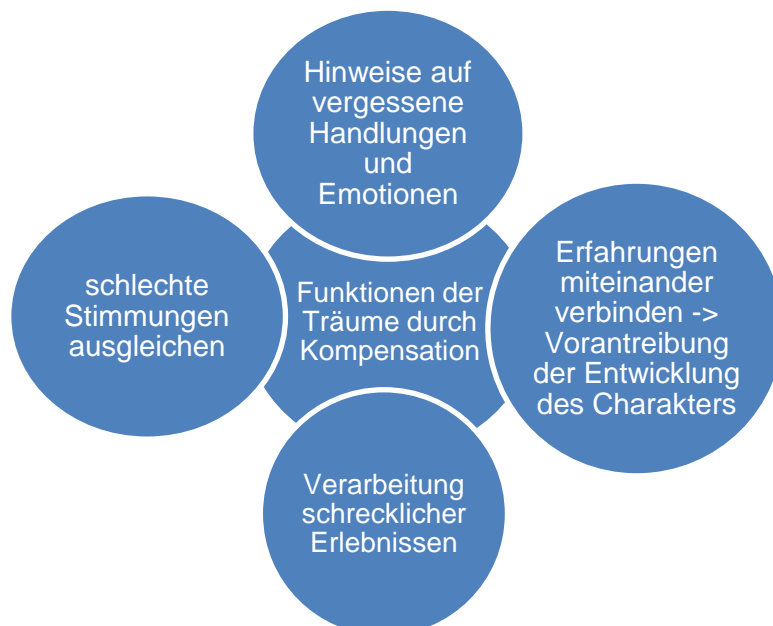 Hinweise auf
vergessene
Handlungen
und
Emotionen
schlechte
Stimmungen
ausgleichen
Funktionen der
Träume durch
Kompensation
Erfahrungen
miteinander
verbinden ->
Vorantreibung
der Entwicklung
des Charakters
Verarbeitung
schrecklicher
Erlebnissen